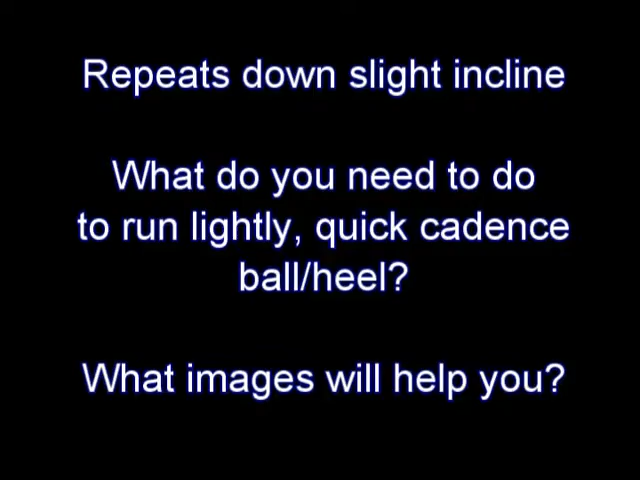 Repeats down slight incline
What do you need to do
to run lightly, quick cadence
ball/heel?
What images will help you?